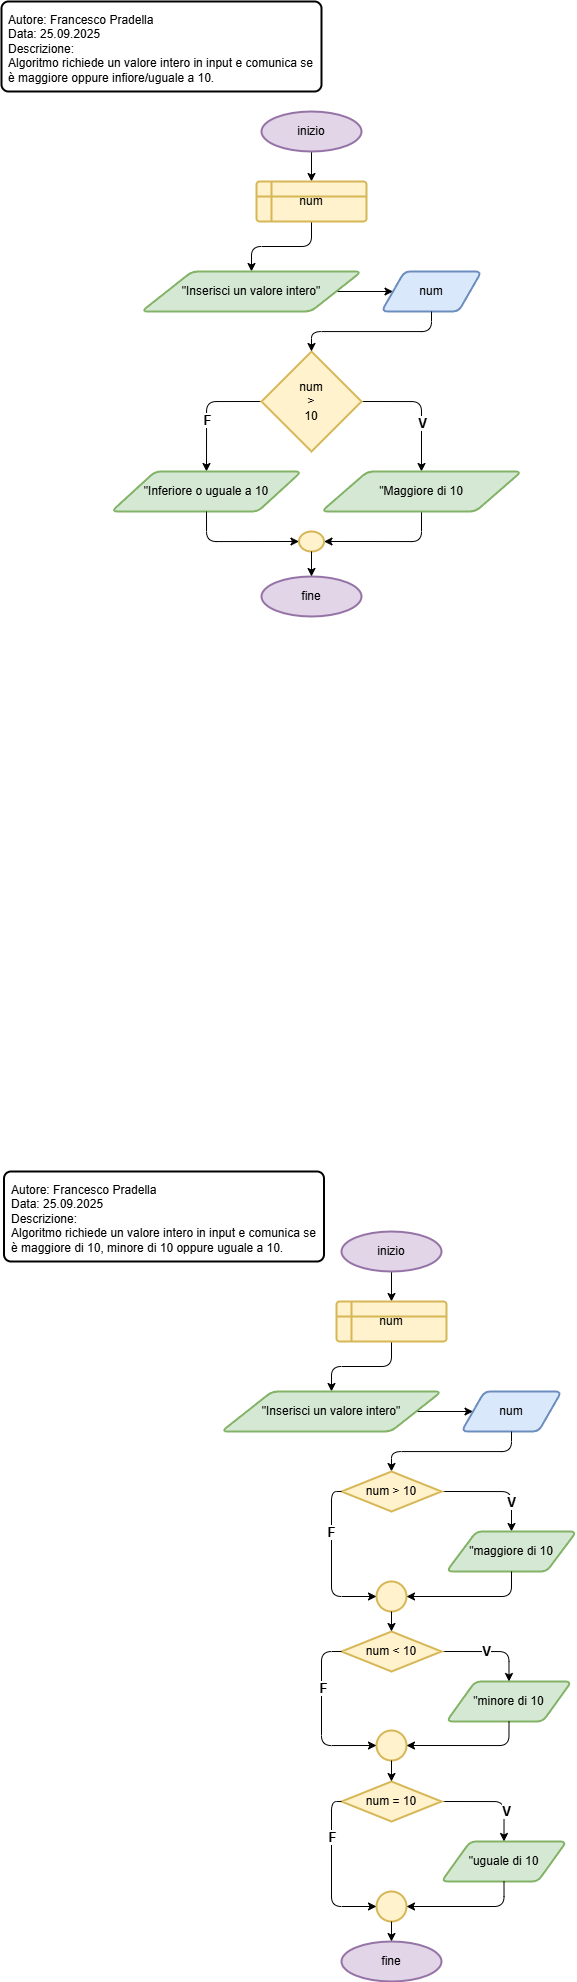 Autore: Francesco Pradella
Data: 25.09.2025
Descrizione:
Algoritmo richiede un valore intero in input e comunica se
è maggiore oppure infiore/uguale a 10.
inizio
num
"Inserisci un valore intero"
num
num
>
10
F
V
"Inferiore o uguale a 10
"Maggiore di 10
fine
Autore: Francesco Pradella
Data: 25.09.2025
Descrizione:
Algoritmo richiede un valore intero in input e comunica se
è maggiore di 10, minore di 10 oppure uguale a 10.
inizio
num
"Inserisci un valore intero"
num
num > 10
V
F
"maggiore di 10
num < 10
V
F
"minore di 10
num = 10
V
F
"uguale di 10
fine